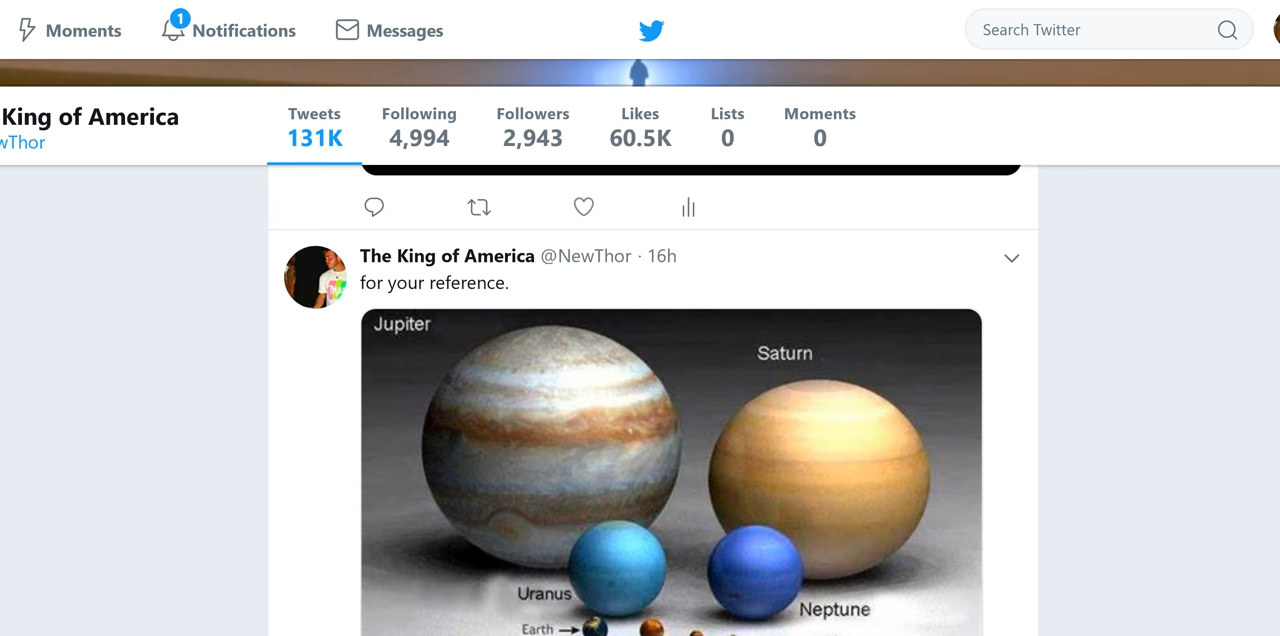 Moments
1
Notifications
Messages
Search Twitter
King of America
wThor
Tweets Following Followers Likes Lists Moments
131K 4,994 2,943 60.5K 0 0
The King of America @NewThor · 16h
for your reference.
Jupiter
Saturn
Uranus
Neptune
Earth